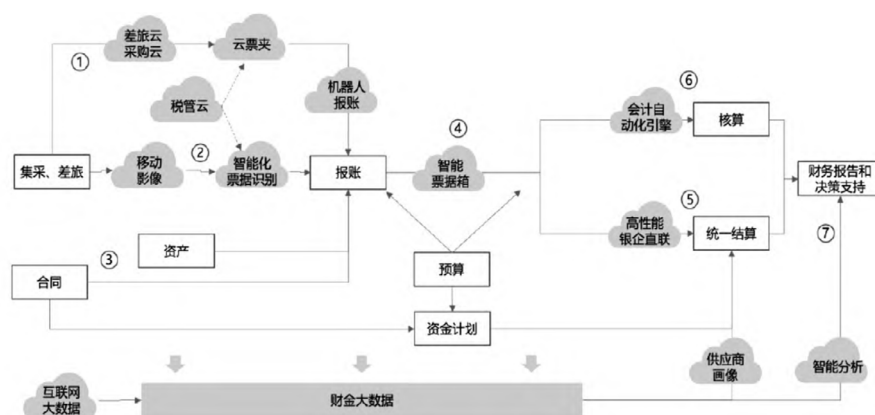 ①
差旅云
采购云
云票夹
税管云
机器人
报账
集采、差旅
移动
影像
②
智能化
票据识别
报账
④
智能
票据箱
会计自
动化引擎
⑥
核算
高性能
银企直联
⑤
统一结算
财务报告和
决策支持
⑦
③
资产
合同
预算
资金计划
供应商
画像
智能分析
互联网
大数据
财金大数据